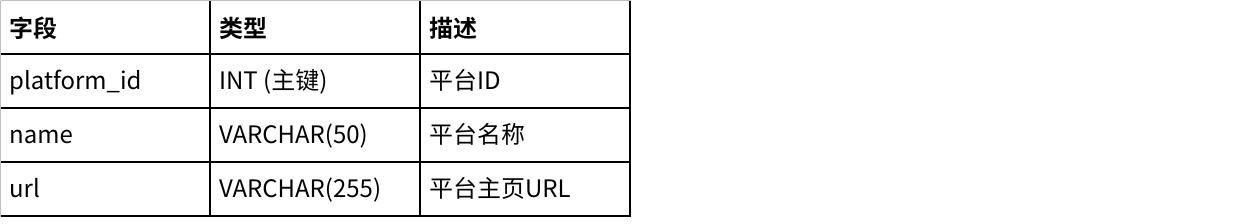 字段 类型 描述
platform_id INT (主键) 平台ID
name VARCHAR(50) 平台名称
url VARCHAR(255) 平台主页URL